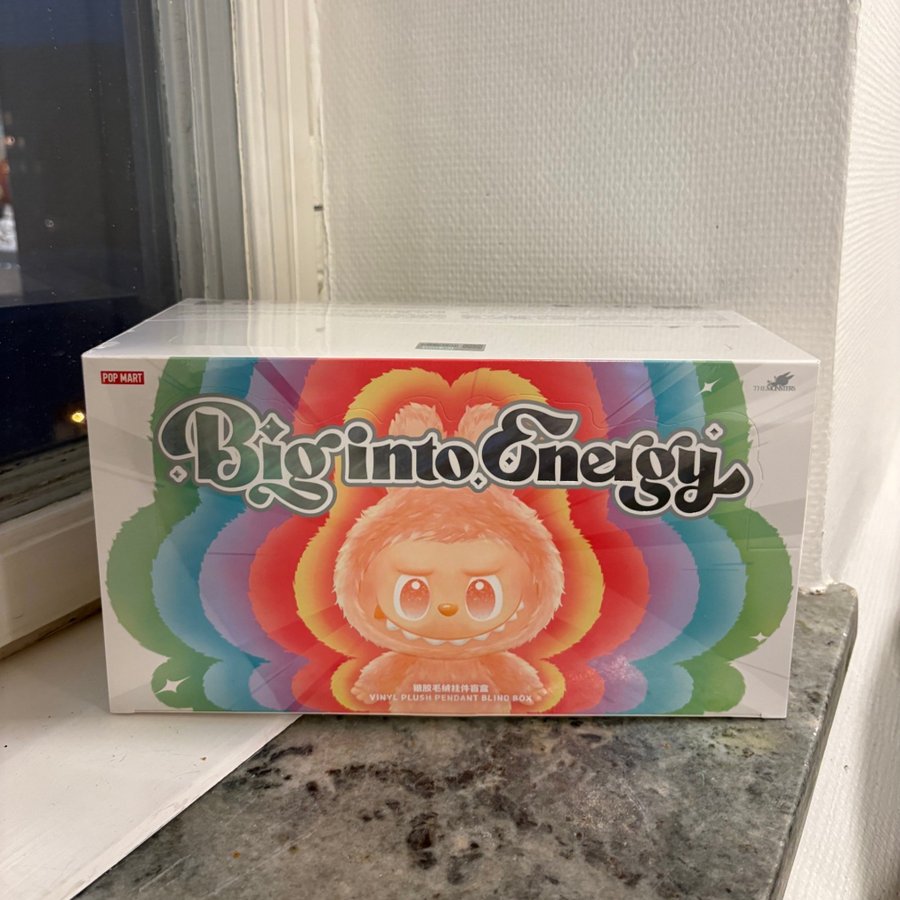 POP MART
THE MONSTERS
Big into Energy
搪胶毛绒挂件盲盒
VINYL PLUSH PENDANT BLIND BOX